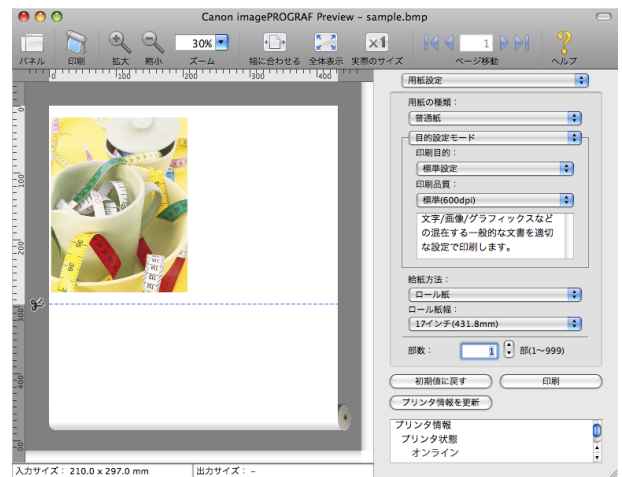 Canon imagePROGRAF Preview – sample.bmp
30%
1
パネル 印刷 拡大 縮小 ズーム 幅に合わせる 全体表示 実際のサイズ ページ移動 ヘルプ
0 100 200 300 400
0
100
200
300
400
用紙設定
用紙の種類：
普通紙
目的設定モード
印刷目的：
標準設定
印刷品質：
標準(600dpi)
文字/画像/グラフィックスなど
の混在する一般的な文書を適切
な設定で印刷します。
給紙方法：
ロール紙
ロール紙幅：
17インチ(431.8mm)
部数： 1 部(1〜999)
初期値に戻す 印刷
プリンタ情報を更新
プリンタ情報
プリンタ状態
オンライン
入力サイズ： 210.0 x 297.0 mm 出力サイズ： –